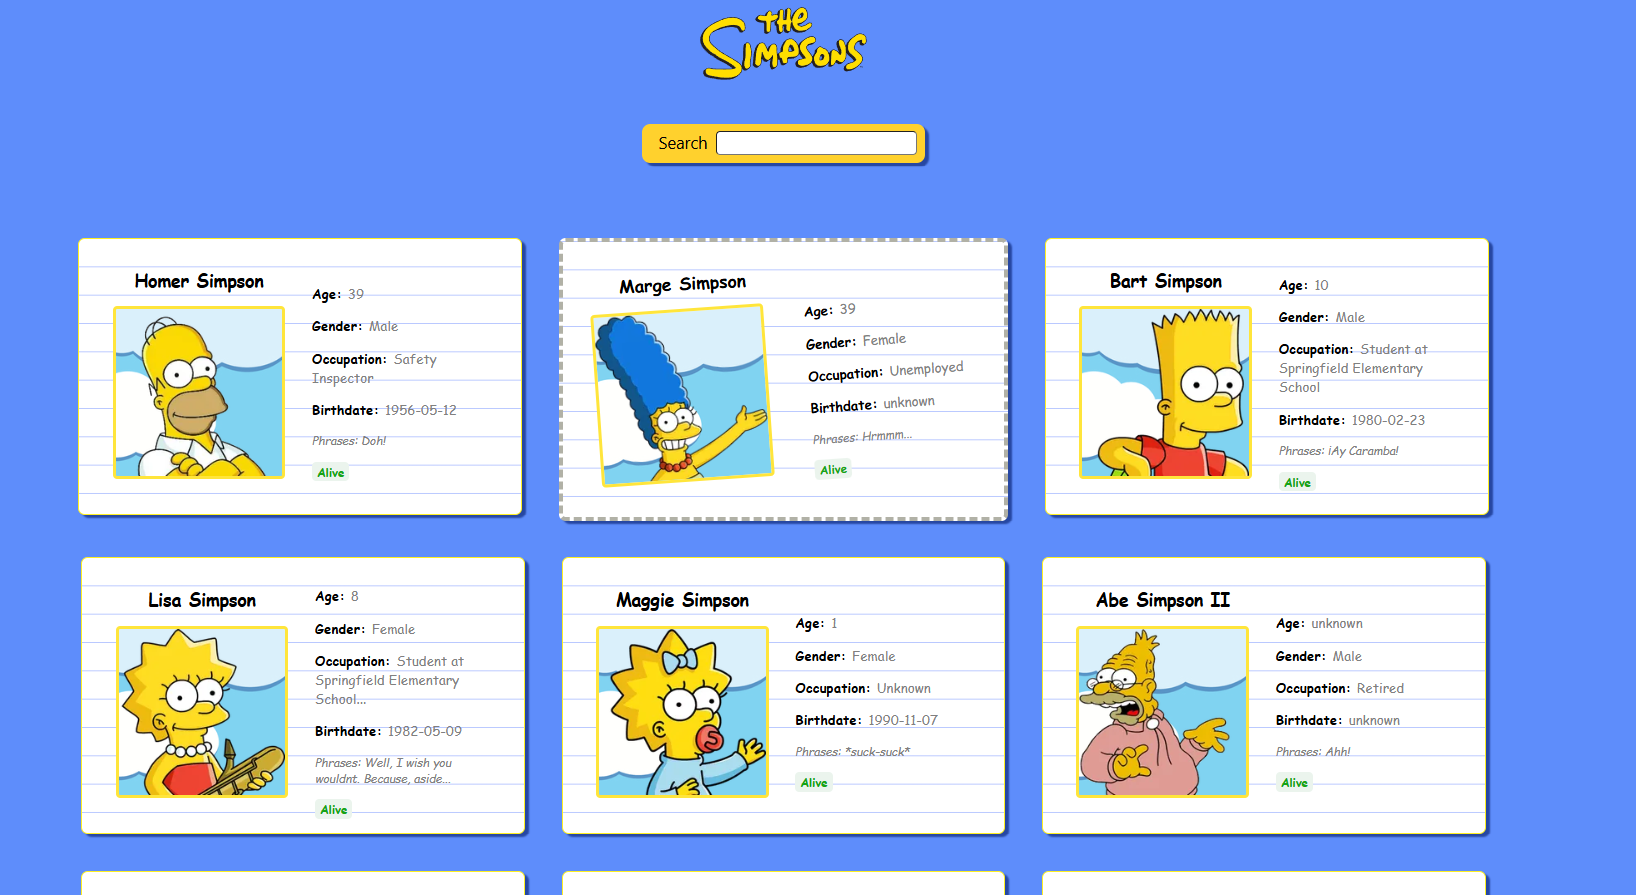 THE
SIMPSONS
Search
Homer Simpson
Age: 39
Gender: Male
Occupation: Safety
Inspector
Birthdate: 1956-05-12
Phrases: Doh!
Alive
Marge Simpson
Age: 39
Gender: Female
Occupation: Unemployed
Birthdate: unknown
Phrases: Hrmmm...
Alive
Bart Simpson
Age: 10
Gender: Male
Occupation: Student at
Springfield Elementary
School
Birthdate: 1980-02-23
Phrases: ¡Ay Caramba!
Alive
Lisa Simpson
Age: 8
Gender: Female
Occupation: Student at
Springfield Elementary
School...
Birthdate: 1982-05-09
Phrases: Well, I wish you
wouldnt. Because, aside...
Alive
Maggie Simpson
Age: 1
Gender: Female
Occupation: Unknown
Birthdate: 1990-11-07
Phrases: *suck-suck*
Alive
Abe Simpson II
Age: unknown
Gender: Male
Occupation: Retired
Birthdate: unknown
Phrases: Ahh!
Alive